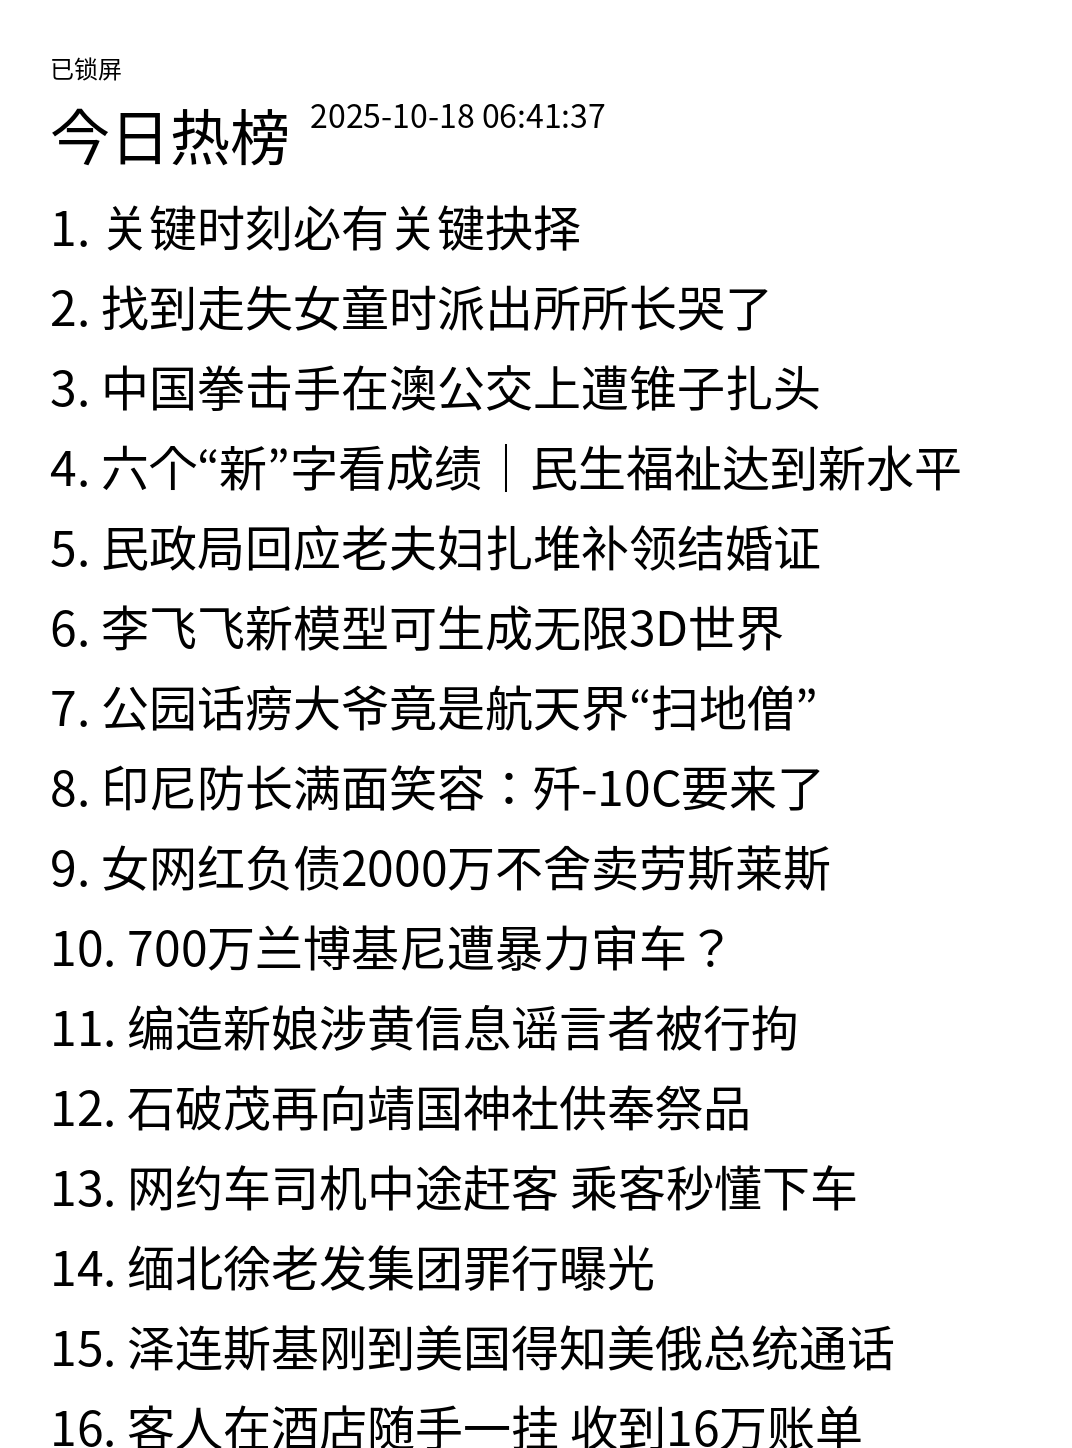 已锁屏
今日热榜 2025-10-18 06:41:37
1. 关键时刻必有关键抉择
2. 找到走失女童时派出所所长哭了
3. 中国拳击手在澳公交上遭锥子扎头
4. 六个“新”字看成绩｜民生福祉达到新水平
5. 民政局回应老夫妇扎堆补领结婚证
6. 李飞飞新模型可生成无限3D世界
7. 公园话痨大爷竟是航天界“扫地僧”
8. 印尼防长满面笑容：歼-10C要来了
9. 女网红负债2000万不舍卖劳斯莱斯
10. 700万兰博基尼遭暴力审车？
11. 编造新娘涉黄信息谣言者被行拘
12. 石破茂再向靖国神社供奉祭品
13. 网约车司机中途赶客 乘客秒懂下车
14. 缅北徐老发集团罪行曝光
15. 泽连斯基刚到美国得知美俄总统通话
16. 客人在酒店随手一挂 收到16万账单